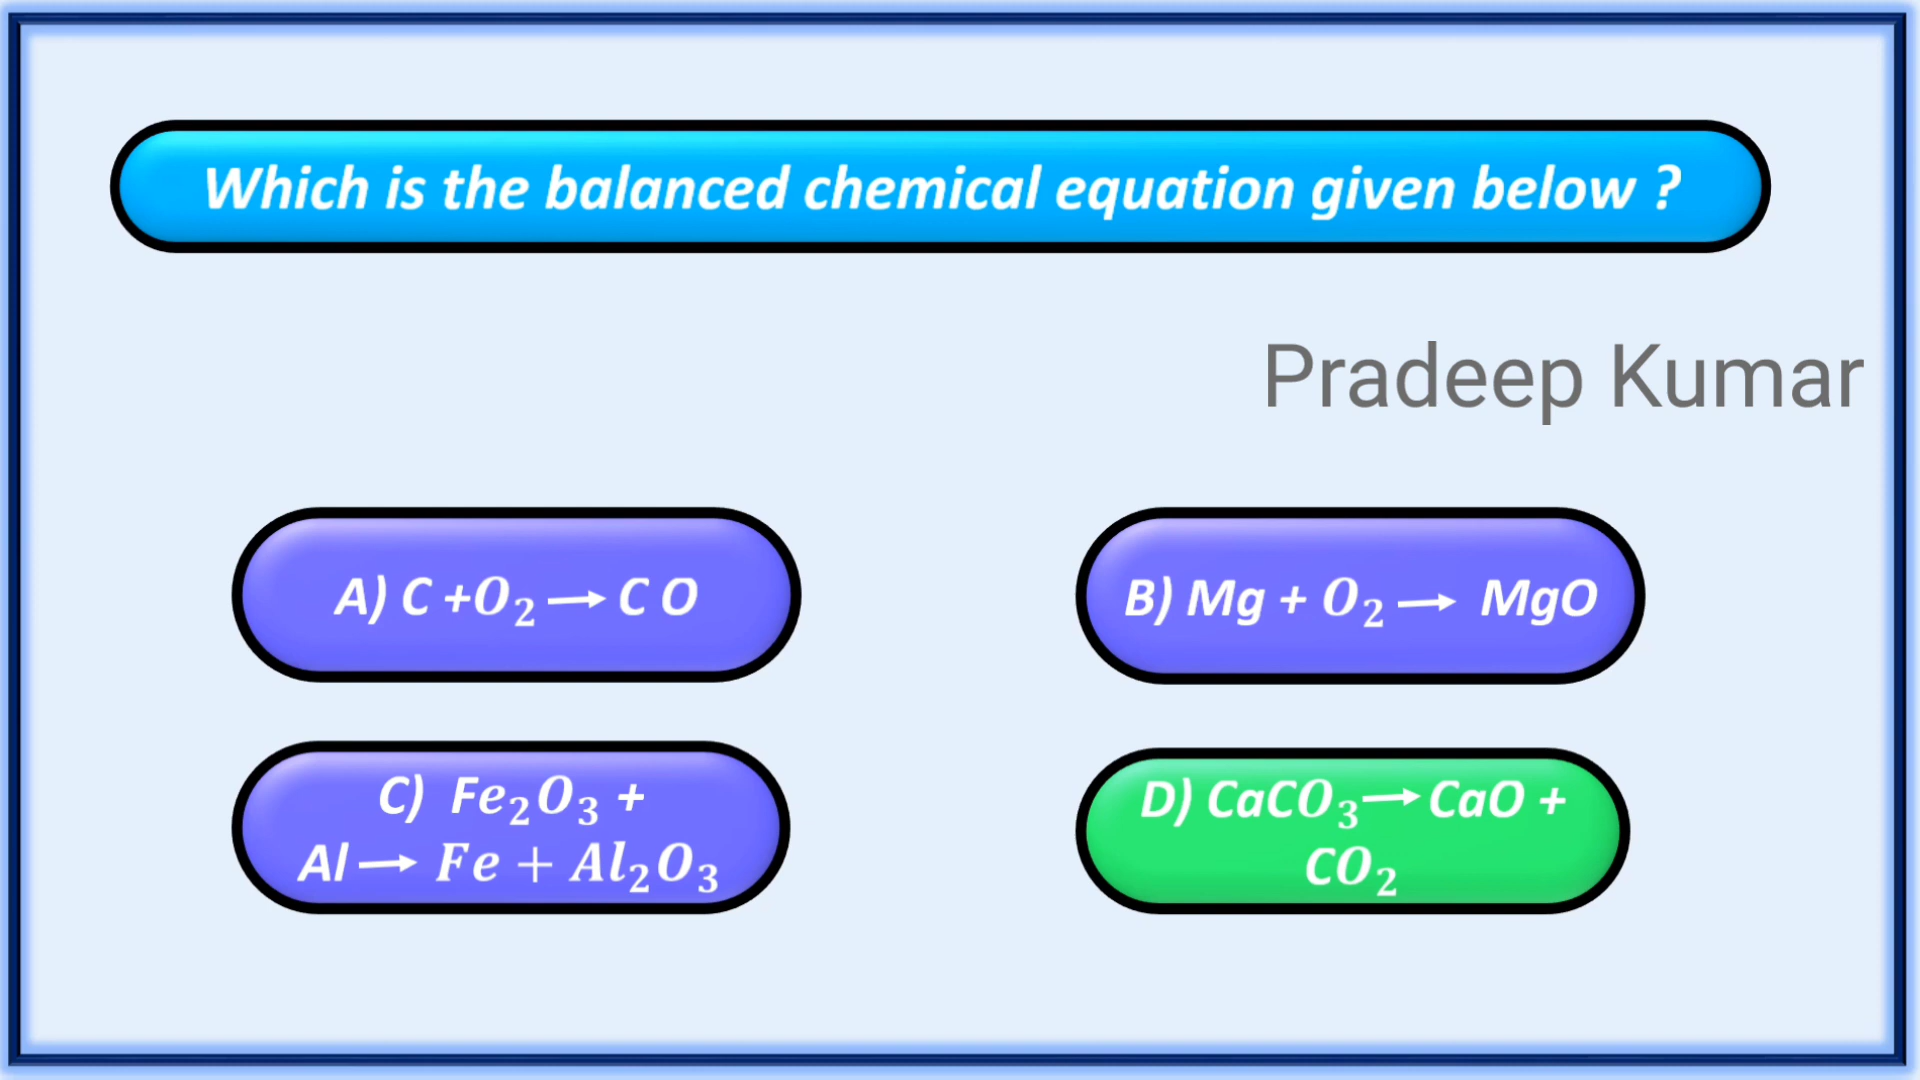 Which is the balanced chemical equation given below ?
Pradeep Kumar
A) C +O₂ → C O
B) Mg + O₂ → MgO
C) Fe₂O₃ +
Al → Fe + Al₂O₃
D) CaCO₃ → CaO +
CO₂